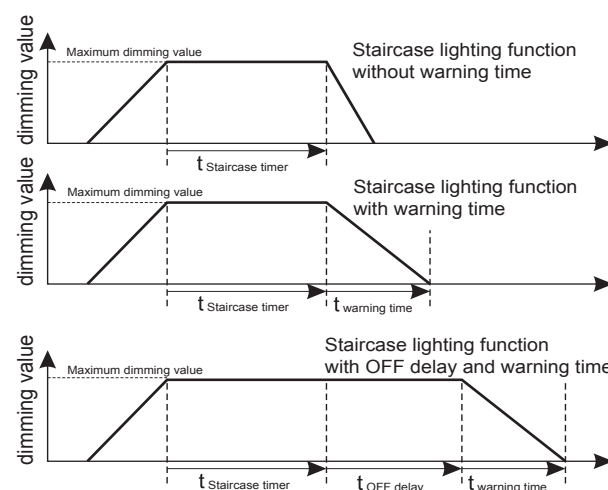 dimming value
Maximum dimming value
Staircase lighting function
without warning time
t Staircase timer
dimming value
Maximum dimming value
Staircase lighting function
with warning time
t Staircase timer
t warning time
dimming value
Maximum dimming value
Staircase lighting function
with OFF delay and warning time
t Staircase timer
t OFF delay
t warning time